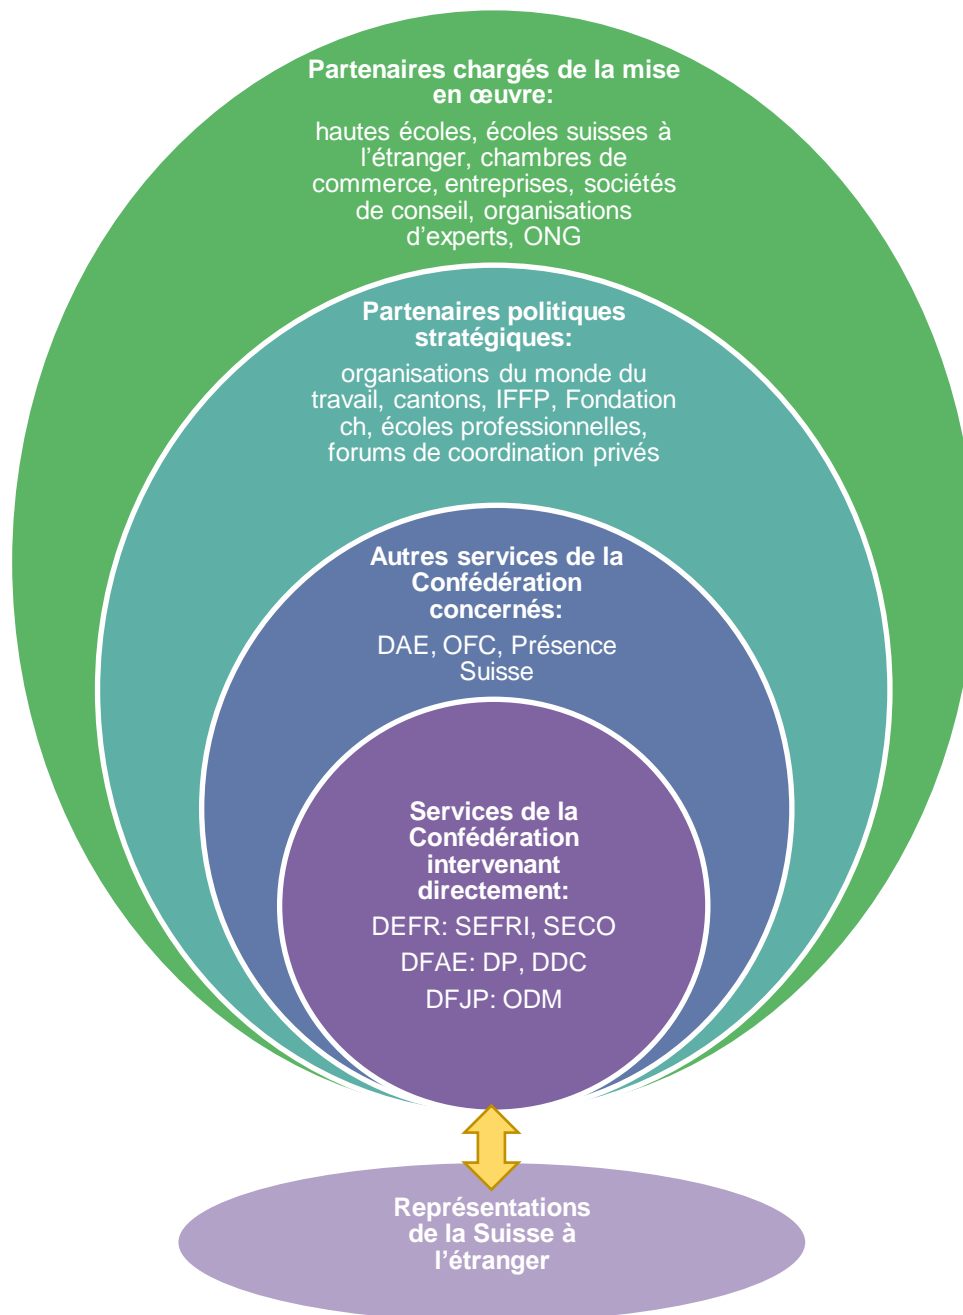 Partenaires chargés de la mise
en œuvre:
hautes écoles, écoles suisses à
l’étranger, chambres de
commerce, entreprises, sociétés
de conseil, organisations
d’experts, ONG
Partenaires politiques
stratégiques:
organisations du monde du
travail, cantons, IFFP, Fondation
ch, écoles professionnelles,
forums de coordination privés
Autres services de la
Confédération
concernés:
DAE, OFC, Présence
Suisse
Services de la
Confédération
intervenant
directement:
DEFR: SEFRI, SECO
DFAE: DP, DDC
DFJP: ODM
Représentations
de la Suisse à
l’étranger